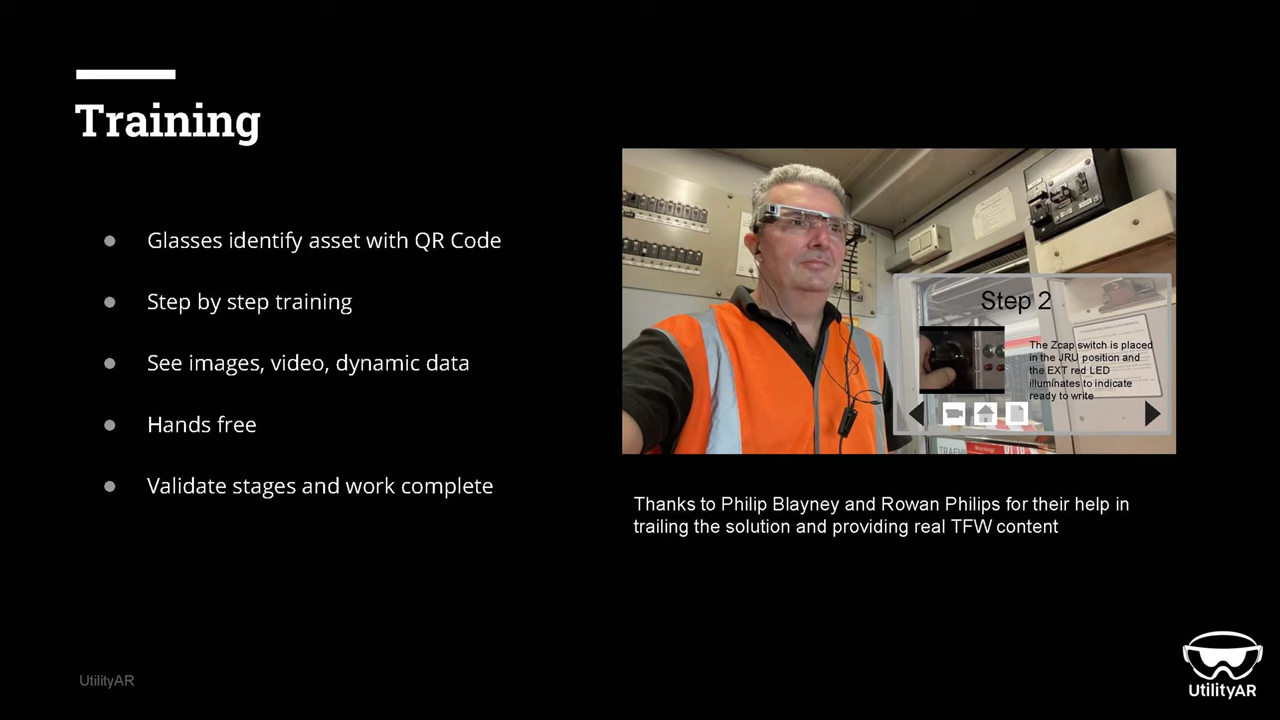 Training
Glasses identify asset with QR Code
Step by step training
See images, video, dynamic data
Hands free
Validate stages and work complete
Step 2
The Zcap switch is placed
in the JRU position and
the EXT red LED
illuminates to indicate
ready to write
Thanks to Philip Blayney and Rowan Philips for their help in
trailing the solution and providing real TFW content
UtilityAR
UtilityAR